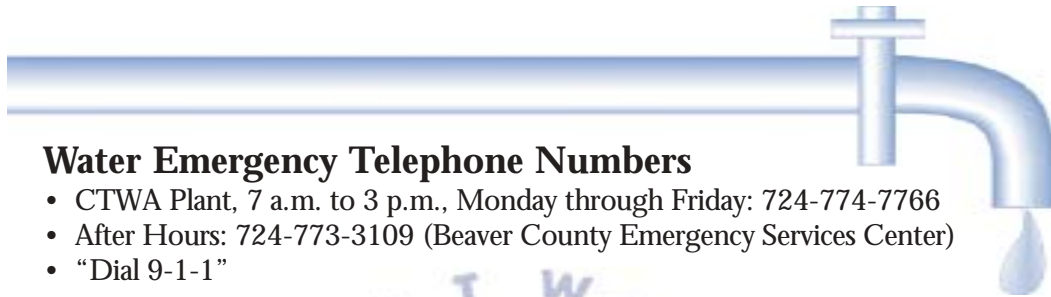 Water Emergency Telephone Numbers
• CTWA Plant, 7 a.m. to 3 p.m., Monday through Friday: 724-774-7766
• After Hours: 724-773-3109 (Beaver County Emergency Services Center)
• “Dial 9-1-1”